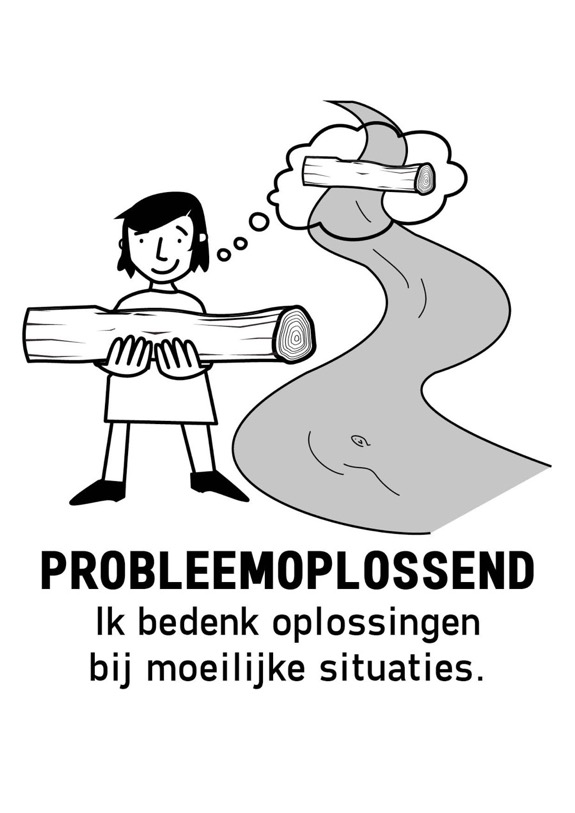 PROBLEEMOPLOSSEND
Ik bedenk oplossingen
bij moeilijke situaties.